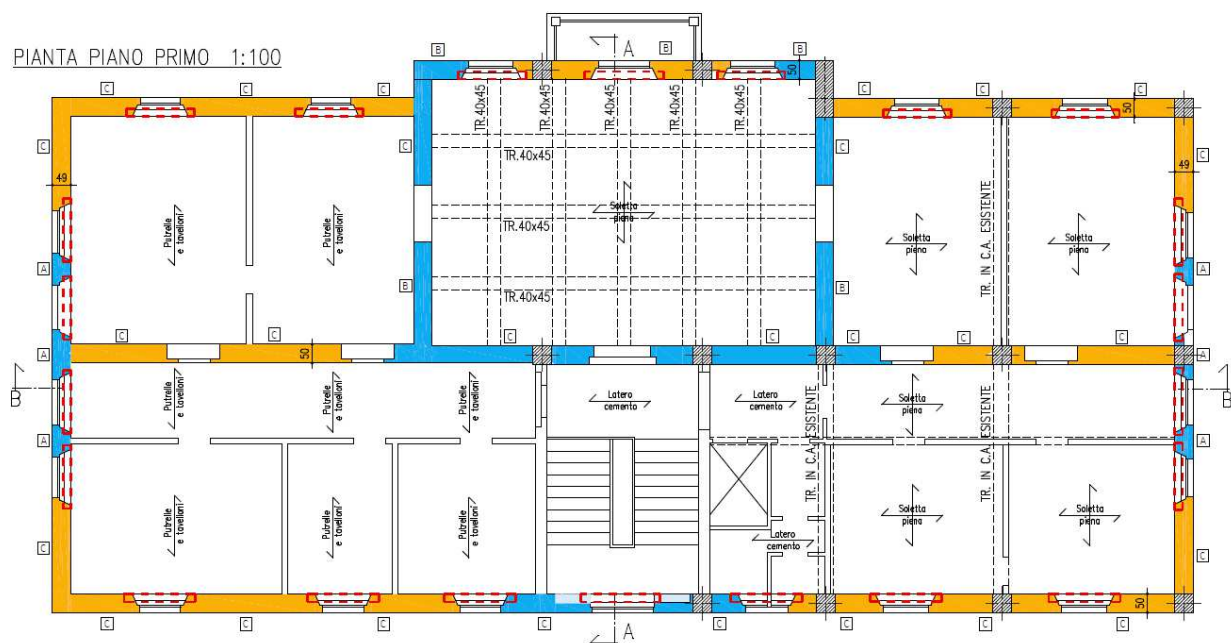 PIANTA PIANO PRIMO 1:100
A
B
B
B
50
C
C
C
C
C
50
C
C
C
C
C
49
49
TR.40x45
TR.40x45
TR.40x45
TR.40x45
TR.40x45
TR.40x45
TR.40x45
TR.40x45
Putrelle
e tavelloni
Putrelle
e tavelloni
Soletta
piena
Soletta
piena
Soletta
piena
TR. IN C.A. ESISTENTE
A
A
B
B
C
C
50
C
C
C
C
A
A
B
B
Putrelle
e tavelloni
Putrelle
e tavelloni
Putrelle
e tavelloni
Latero
cemento
Latero
cemento
Soletta
piena
A
A
TR. IN C.A. ESISTENTE
TR. IN C.A. ESISTENTE
Putrelle
e tavelloni
Putrelle
e tavelloni
Putrelle
e tavelloni
Latero
cemento
Soletta
piena
Soletta
piena
C
C
50
C
C
C
C
C
C
C
C
A